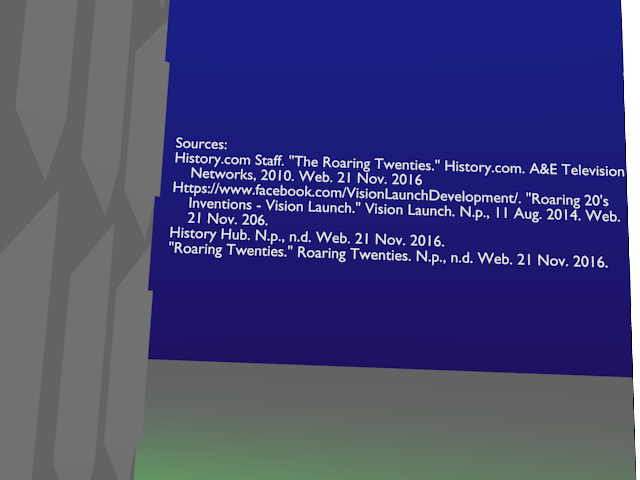 Sources:
History.com Staff. "The Roaring Twenties." History.com. A&E Television
Networks, 2010. Web. 21 Nov. 2016
Https://www.facebook.com/VisionLaunchDevelopment/. "Roaring 20's
Inventions - Vision Launch." Vision Launch. N.p., 11 Aug. 2014. Web.
21 Nov. 206.
History Hub. N.p., n.d. Web. 21 Nov. 2016.
"Roaring Twenties." Roaring Twenties. N.p., n.d. Web. 21 Nov. 2016.